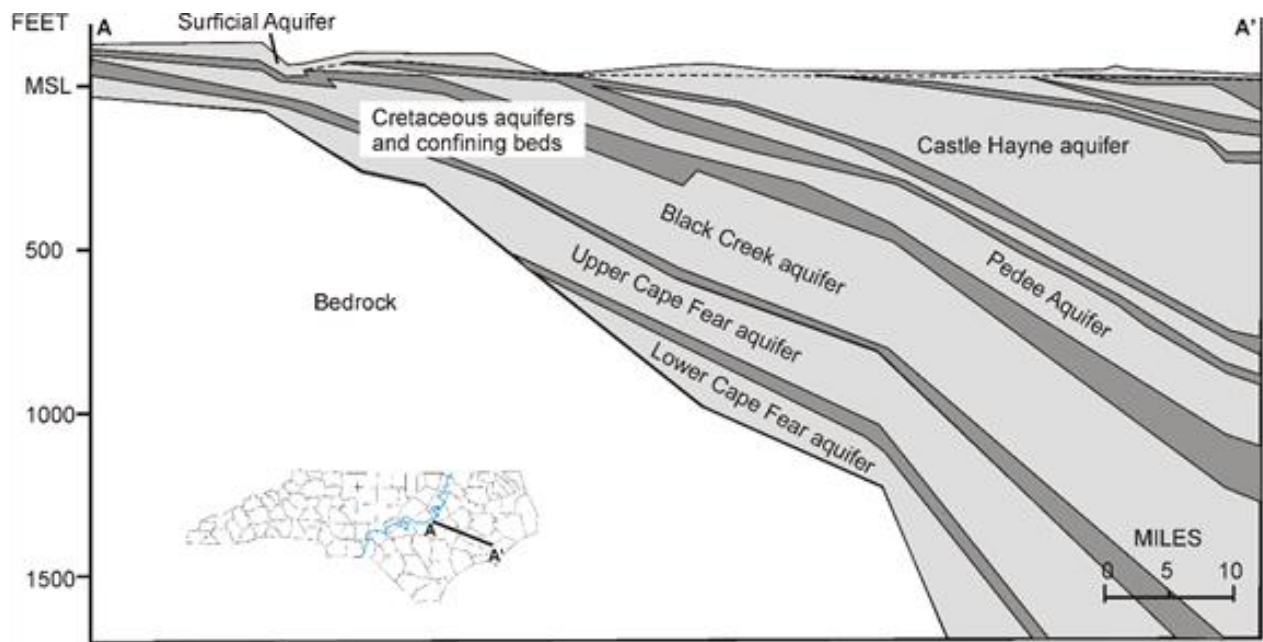 FEET
A
Surficial Aquifer
A'
MSL
Cretaceous aquifers
and confining beds
Castle Hayne aquifer
500
Black Creek aquifer
Pedee Aquifer
Upper Cape Fear aquifer
Bedrock
Lower Cape Fear aquifer
1000
A
A'
MILES
0 5 10
1500